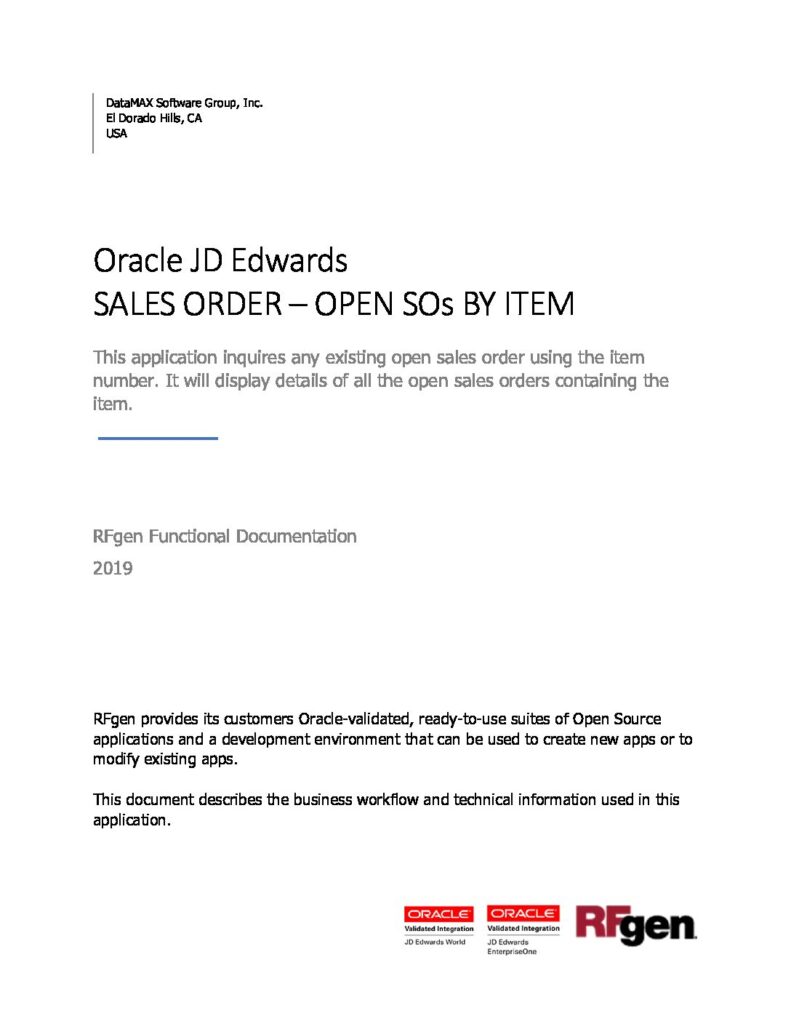 DataMAX Software Group, Inc.
El Dorado Hills, CA
USA
Oracle JD Edwards
SALES ORDER – OPEN SOs BY ITEM
This application inquires any existing open sales order using the item
number. It will display details of all the open sales orders containing the
item.
RFgen Functional Documentation
2019
RFgen provides its customers Oracle-validated, ready-to-use suites of Open Source
applications and a development environment that can be used to create new apps or to
modify existing apps.
This document describes the business workflow and technical information used in this
application.
ORACLE
Validated Integration
JD Edwards World
ORACLE
Validated Integration
JD Edwards
EnterpriseOne
RFgen